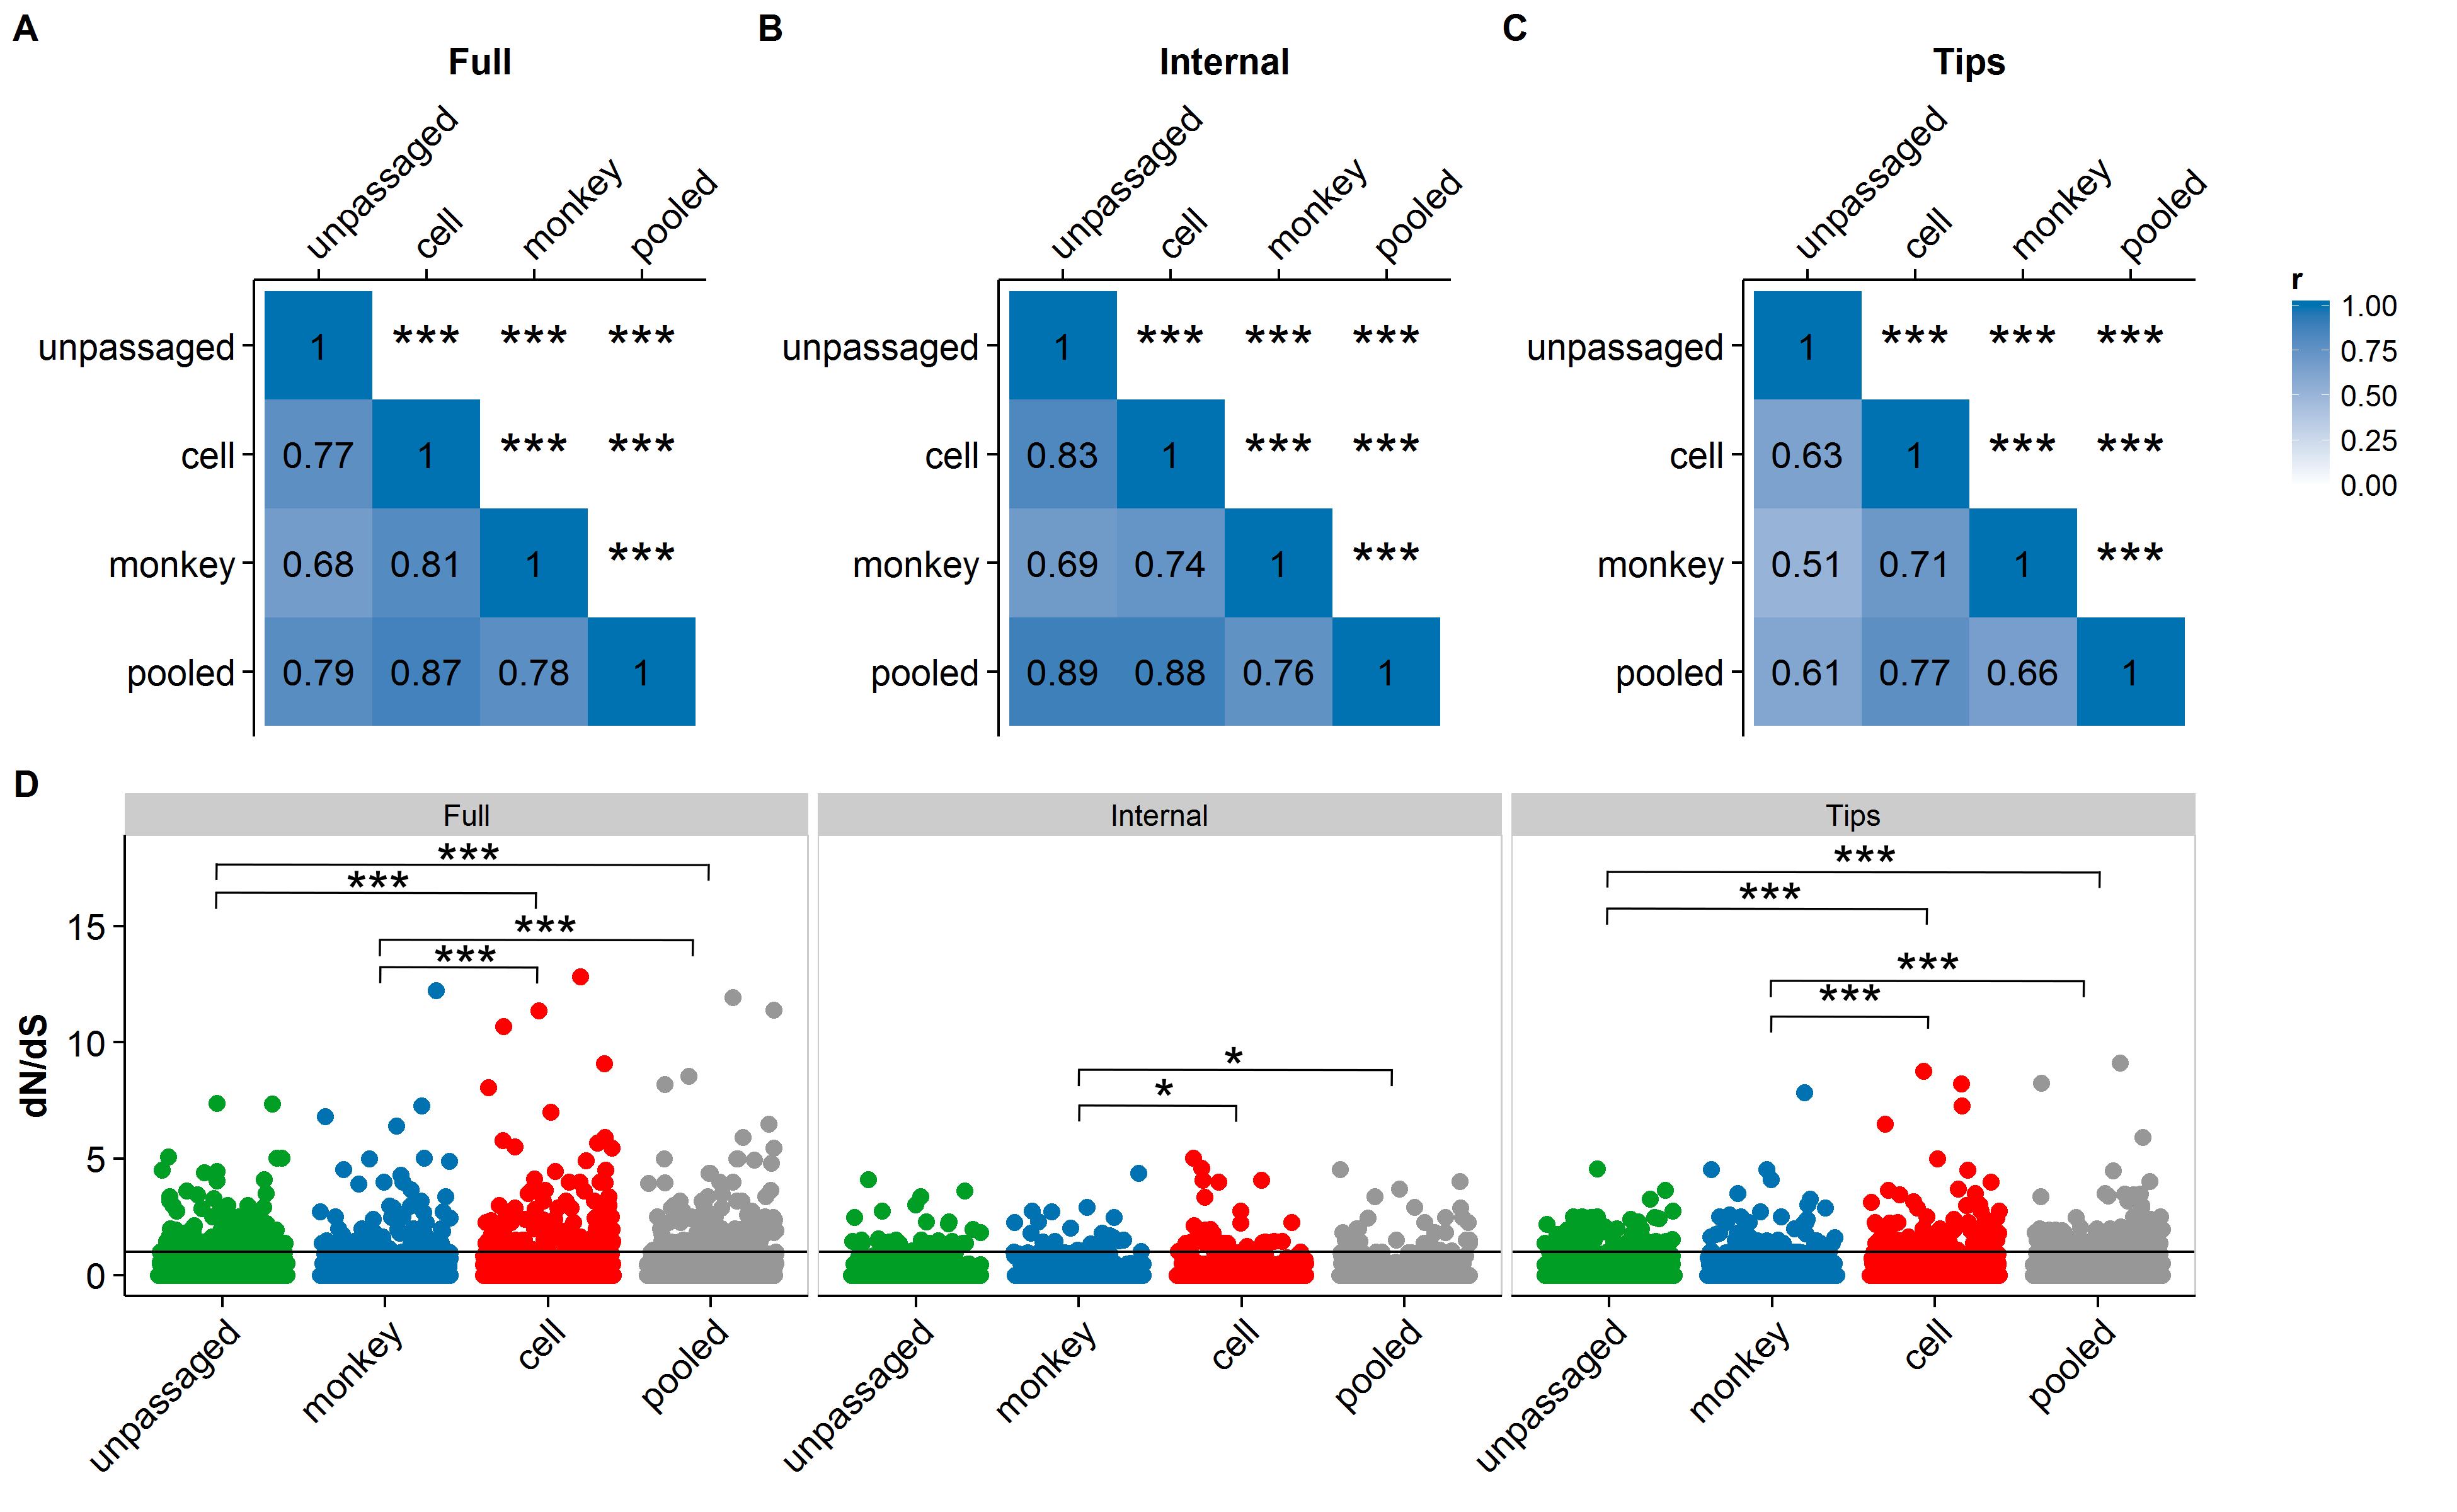 A B C
Full Internal Tips
unpassaged cell monkey pooled unpassaged cell monkey pooled unpassaged cell monkey pooled
r
1.00
0.75
0.50
0.25
0.00
unpassaged 1 *** *** *** unpassaged 1 *** *** *** unpassaged 1 *** *** ***
cell 0.77 1 *** *** cell 0.83 1 *** *** cell 0.63 1 *** ***
monkey 0.68 0.81 1 *** monkey 0.69 0.74 1 *** monkey 0.51 0.71 1 ***
pooled 0.79 0.87 0.78 1 pooled 0.89 0.88 0.76 1 pooled 0.61 0.77 0.66 1
D
Full Internal Tips
*** ***
*** ***
*** ***
*** ***
*
*
dN/dS
15
10
5
0
unpassaged monkey cell pooled unpassaged monkey cell pooled unpassaged monkey cell pooled